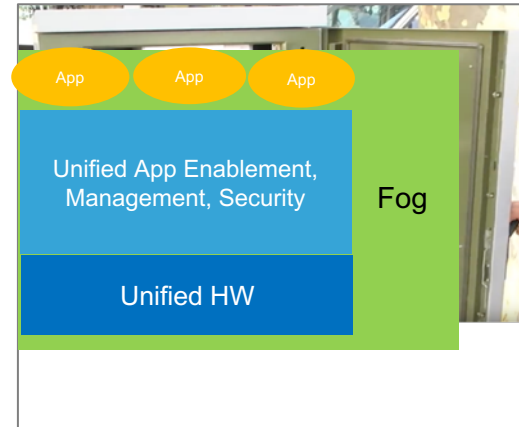 App
App
App
Unified App Enablement,
Management, Security
Fog
Unified HW